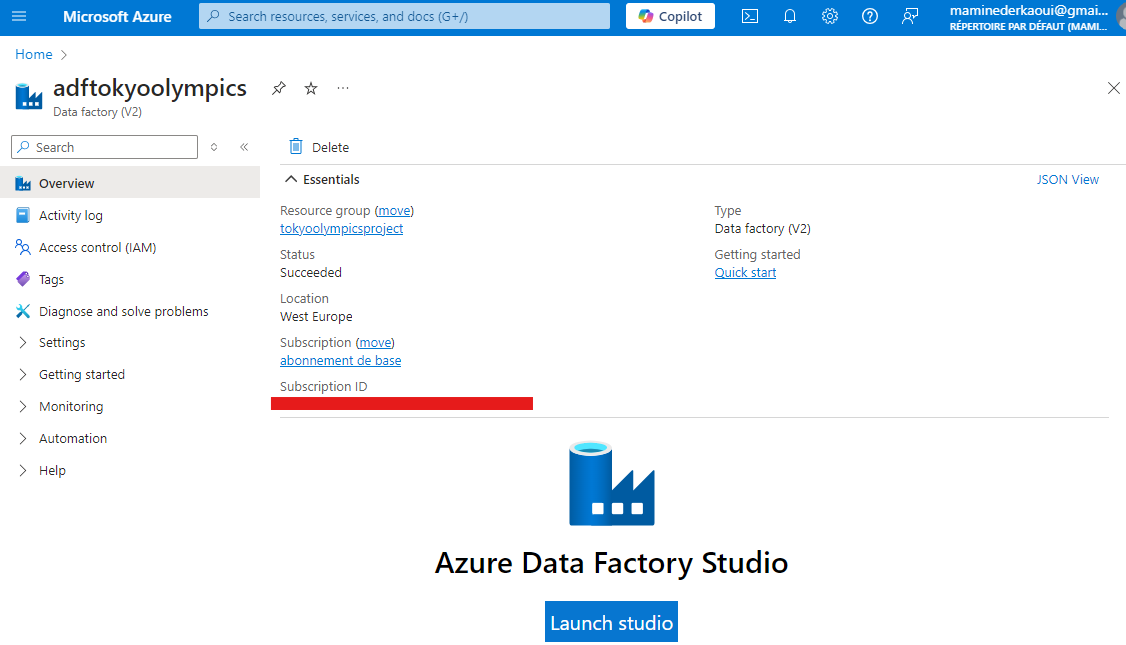 Microsoft Azure
Search resources, services, and docs (G+/)
Copilot
maminederkaoui@gmai...
RÉPERTOIRE PAR DÉFAUT (MAMI...
Home
adftokyoolympics
Data factory (V2)
Search
Delete
Overview
Activity log
Access control (IAM)
Tags
Diagnose and solve problems
Settings
Getting started
Monitoring
Automation
Help
Essentials
JSON View
Resource group (move)
tokyoolympicsproject
Status
Succeeded
Location
West Europe
Subscription (move)
abonnement de base
Subscription ID
Type
Data factory (V2)
Getting started
Quick start
Azure Data Factory Studio
Launch studio